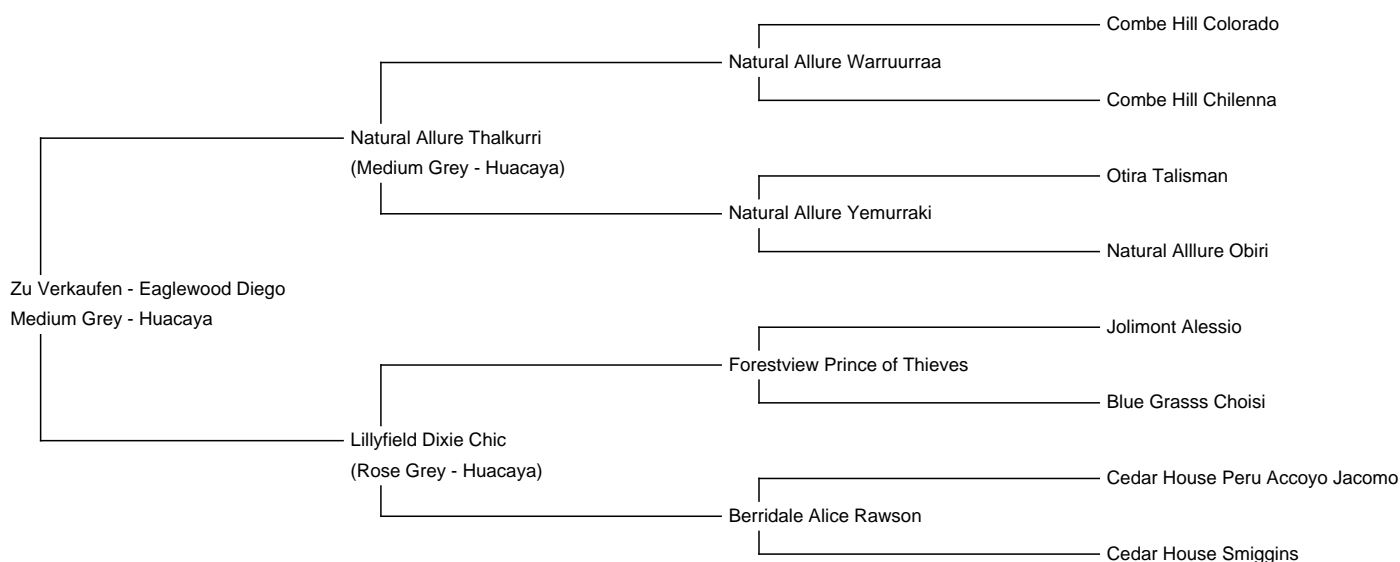 Combe Hill Colorado
Natural Allure Warruurraa
Combe Hill Chilenna
Natural Allure Thalkurri
(Medium Grey - Huacaya)
Otira Talisman
Natural Allure Yemurraki
Natural Alllure Obiri
Zu Verkaufen - Eaglewood Diego
Medium Grey - Huacaya
Jolimont Alessio
Forestview Prince of Thieves
Blue Grasss Choisi
Lillyfield Dixie Chic
(Rose Grey - Huacaya)
Cedar House Peru Accoyo Jacomo
Berridale Alice Rawson
Cedar House Smiggins